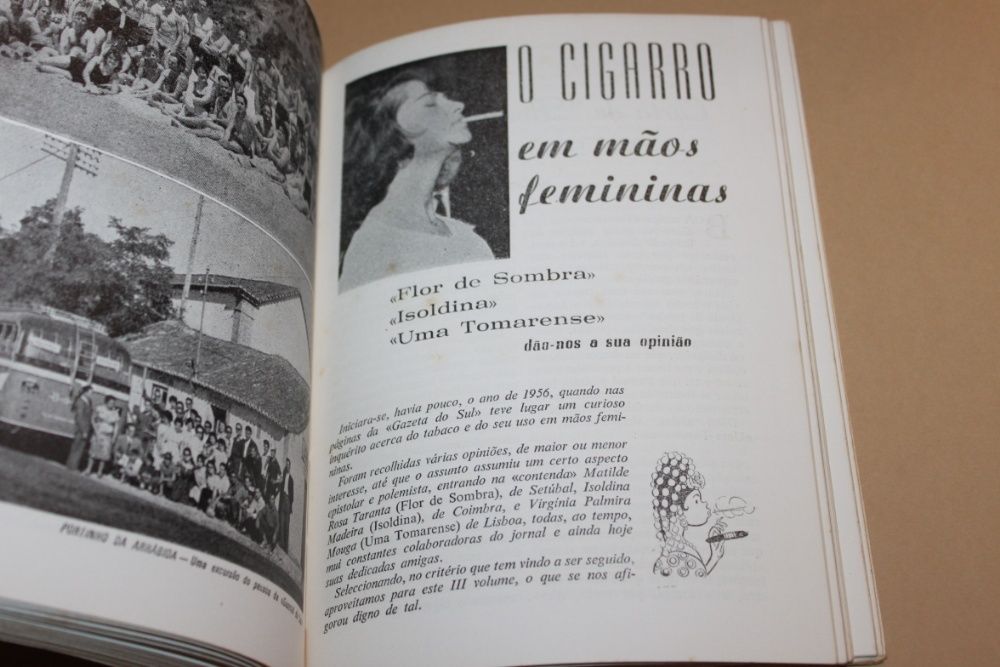 PORTINHO DA ARRÁBIDA — Uma excursão do pessoal da
O CIGARRO
em mãos
femininas
«Flor de Sombra»
«Isoldina»
«Uma Tomarense»
dão-nos a sua opinião
Iniciara-se, havia pouco, o ano de 1956, quando nas
páginas da «Gazeta do Sul» teve lugar um curioso
inquérito acerca do tabaco e do seu uso em mãos femi-
ninas.
Foram recolhidas várias opiniões, de maior ou menor
interesse, até que o assunto assumiu um certo aspecto
epistolar e polemista, entrando na «contenda» Matilde
Rosa Taranta (Flor de Sombra), de Setúbal, Isoldina
Madeira (Isoldina), de Coimbra, e Virgínia Palmira
Mouga (Uma Tomarense) de Lisboa, todas, ao tempo,
mui constantes colaboradoras do jornal e ainda hoje
suas dedicadas amigas.
Seleccionando, no critério que tem vindo a ser seguido,
aproveitamos para este III volume, o que se nos afi-
gorou digno de tal.